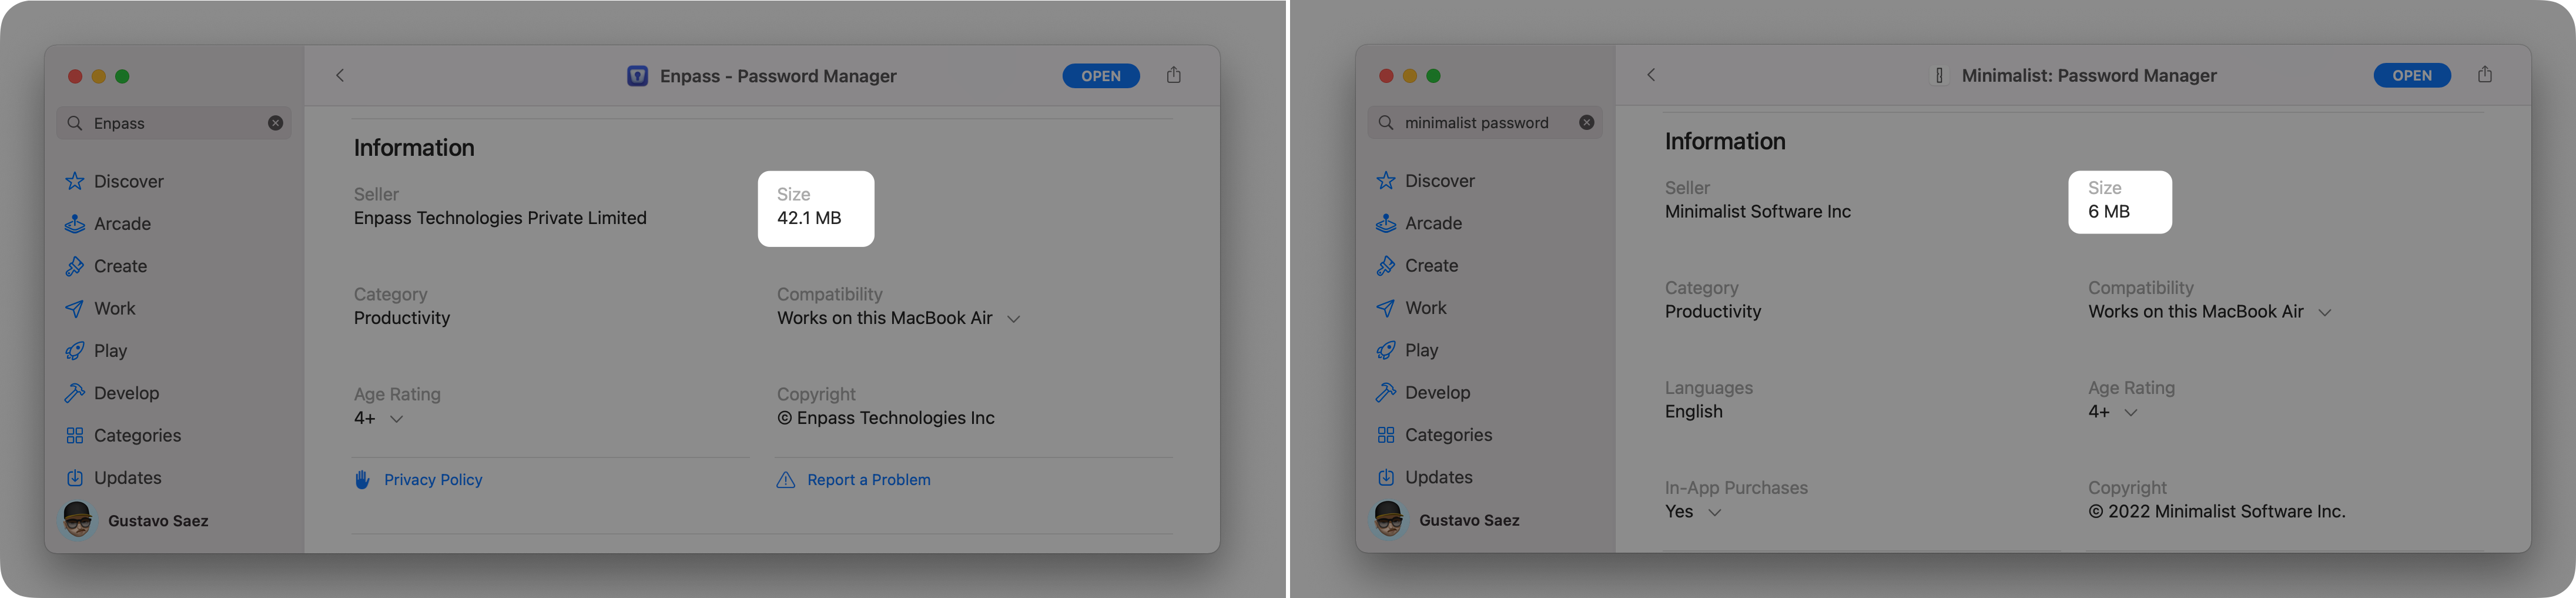 Enpass - Password Manager
OPEN
Enpass
Discover
Arcade
Create
Work
Play
Develop
Categories
Updates
Gustavo Saez
Information
Seller
Enpass Technologies Private Limited
Size
42.1 MB
Category
Productivity
Compatibility
Works on this MacBook Air
Age Rating
4+
Copyright
© Enpass Technologies Inc
Privacy Policy
Report a Problem
Minimalist: Password Manager
OPEN
minimalist password
Discover
Arcade
Create
Work
Play
Develop
Categories
Updates
Gustavo Saez
Information
Seller
Minimalist Software Inc
Size
6 MB
Category
Productivity
Compatibility
Works on this MacBook Air
Languages
English
Age Rating
4+
In-App Purchases
Yes
Copyright
© 2022 Minimalist Software Inc.